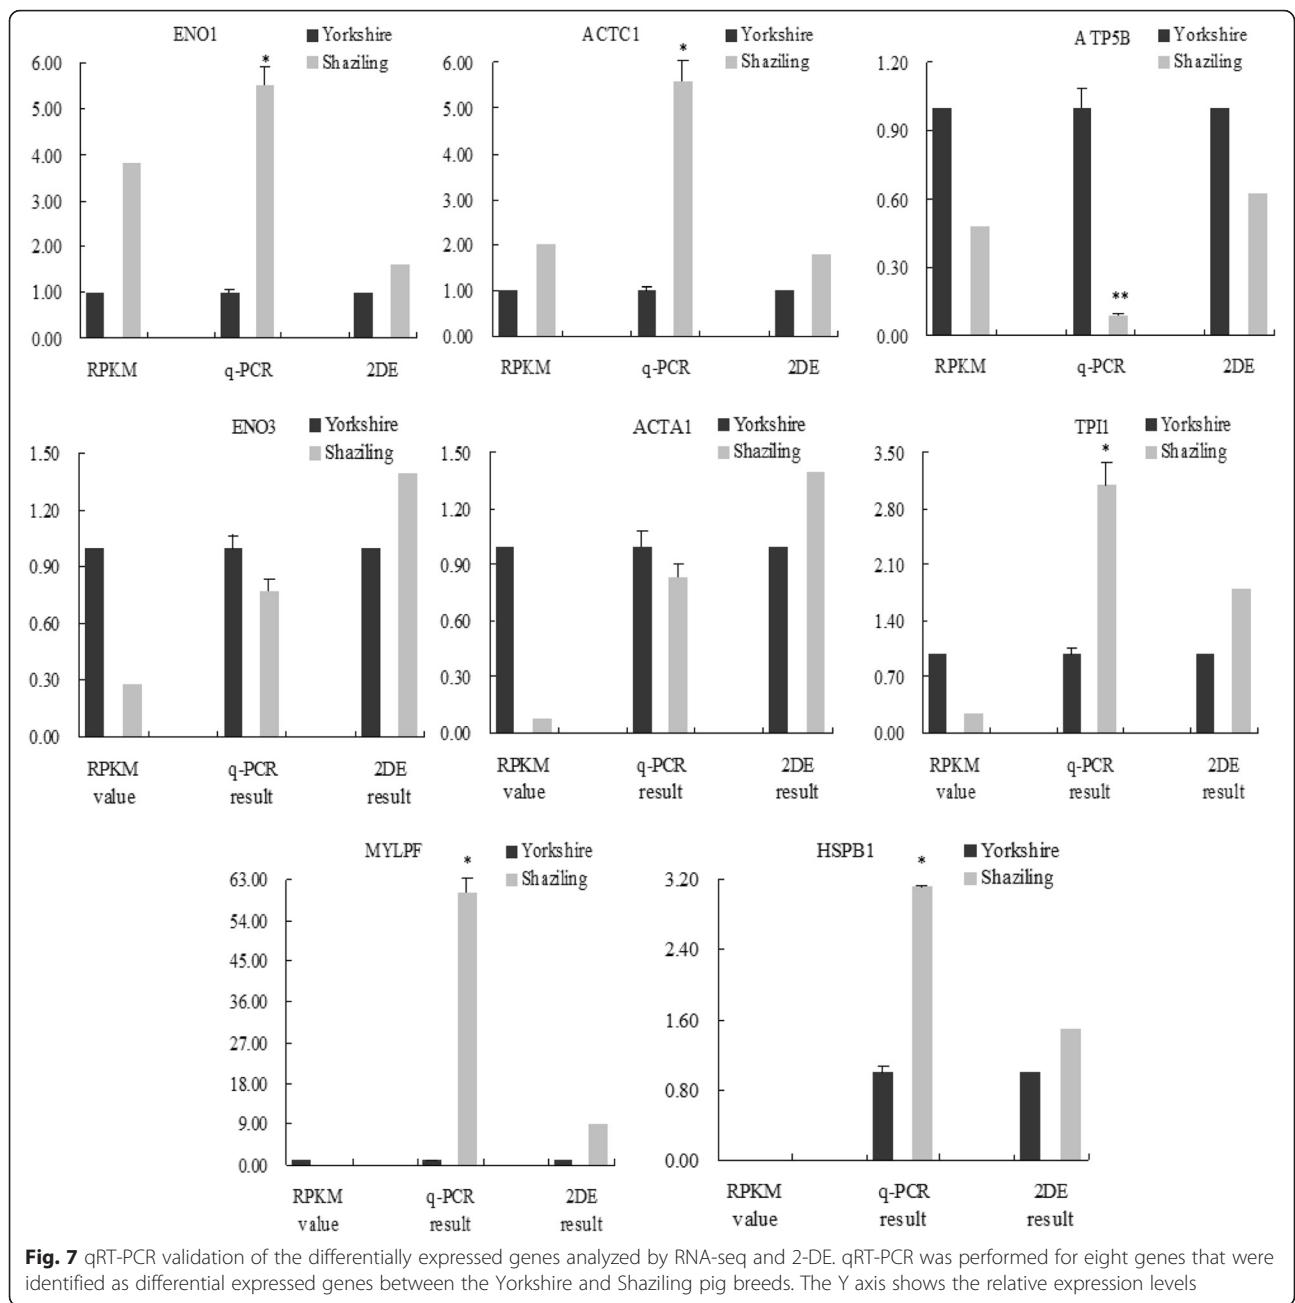 ENO1
Yorkshire
Shaziling
6.00
5.00
4.00
3.00
2.00
1.00
0.00
*
RPKM q-PCR 2DE
ACTC1
Yorkshire
Shaziling
6.00
5.00
4.00
3.00
2.00
1.00
0.00
*
RPKM q-PCR 2DE
ATP5B
Yorkshire
Shaziling
1.20
0.90
0.60
0.30
0.00
**
RPKM q-PCR 2DE
ENO3
Yorkshire
Shaziling
1.50
1.20
0.90
0.60
0.30
0.00
RPKM q-PCR 2DE
value result result
ACTA1
Yorkshire
Shaziling
1.50
1.20
0.90
0.60
0.30
0.00
RPKM q-PCR 2DE
value result result
TPI1
Yorkshire
Shaziling
3.50
2.80
2.10
1.40
0.70
0.00
*
RPKM q-PCR 2DE
value result result
MYLPF
Yorkshire
Shaziling
63.00
54.00
45.00
36.00
27.00
18.00
9.00
0.00
*
RPKM q-PCR 2DE
value result result
HSPB1
Yorkshire
Shaziling
3.20
2.40
1.60
0.80
0.00
*
RPKM q-PCR 2DE
value result result
Fig. 7 qRT-PCR validation of the differentially expressed genes analyzed by RNA-seq and 2-DE. qRT-PCR was performed for eight genes that were
identified as differential expressed genes between the Yorkshire and Shaziling pig breeds. The Y axis shows the relative expression levels